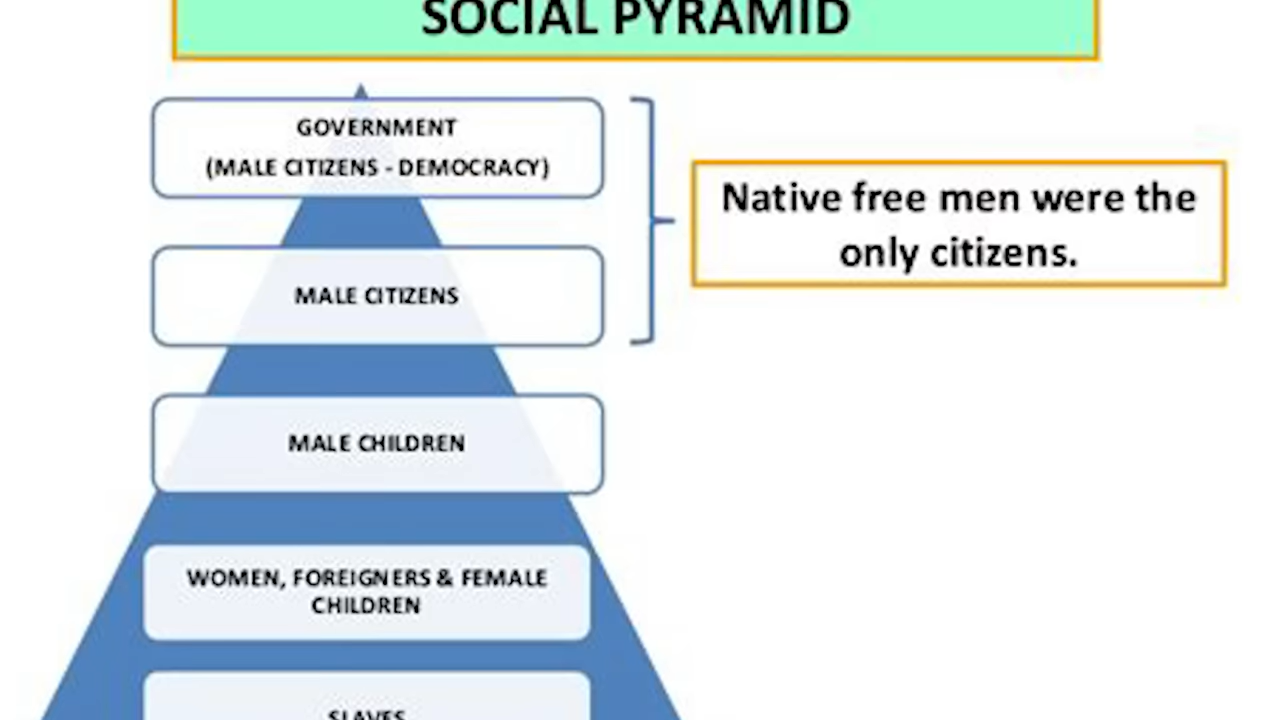 SOCIAL PYRAMID
GOVERNMENT
(MALE CITIZENS - DEMOCRACY)
Native free men were the
only citizens.
MALE CITIZENS
MALE CHILDREN
WOMEN, FOREIGNERS & FEMALE
CHILDREN
SLAVES